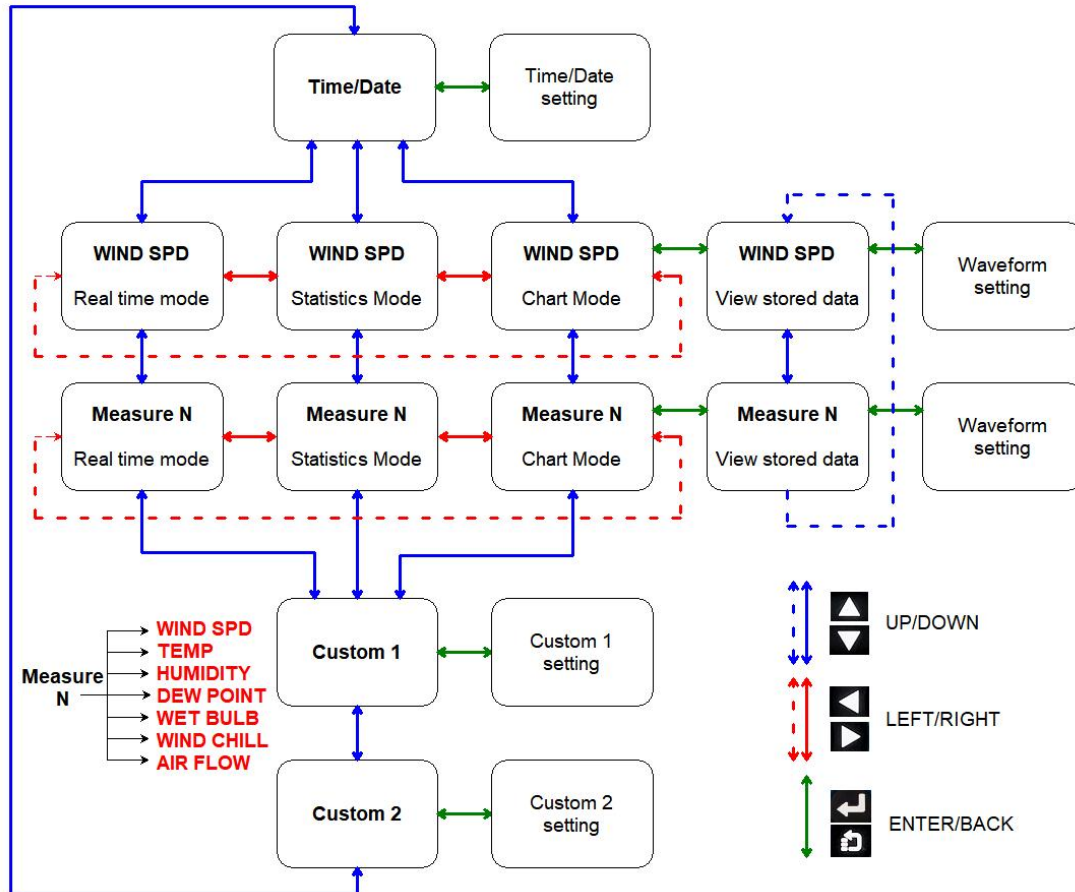 Time/Date
Time/Date
setting
WIND SPD
Real time mode
WIND SPD
Statistics Mode
WIND SPD
Chart Mode
WIND SPD
View stored data
Waveform
setting
Measure N
Real time mode
Measure N
Statistics Mode
Measure N
Chart Mode
Measure N
View stored data
Waveform
setting
Custom 1
Custom 1
setting
Custom 2
Custom 2
setting
Measure
N
WIND SPD
TEMP
HUMIDITY
DEW POINT
WET BULB
WIND CHILL
AIR FLOW
UP/DOWN
LEFT/RIGHT
ENTER/BACK